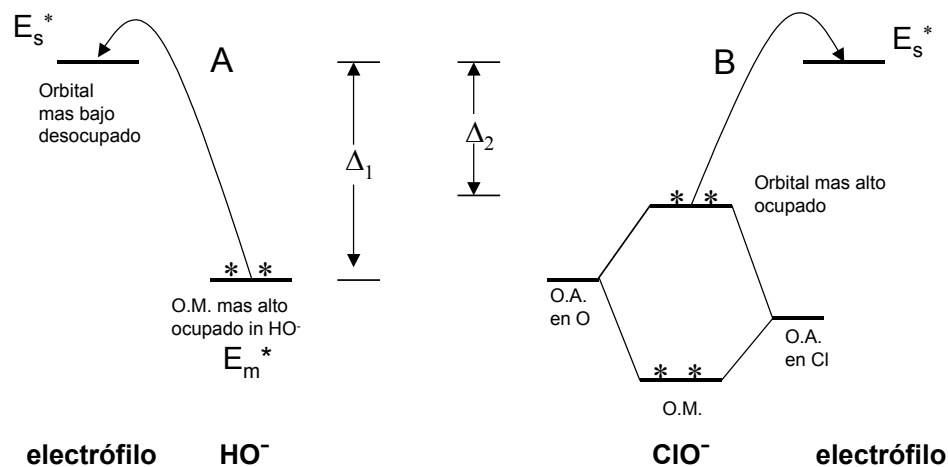 Es*
A
Orbital
mas bajo
desocupado
Δ1
Δ2
B
Es*
Orbital mas alto
ocupado
* *
* *
O.M. mas alto
ocupado in HO-
Em*
O.A.
en O
O.A.
en Cl
* *
O.M.
electrófilo HO⁻ ClO⁻ electrófilo